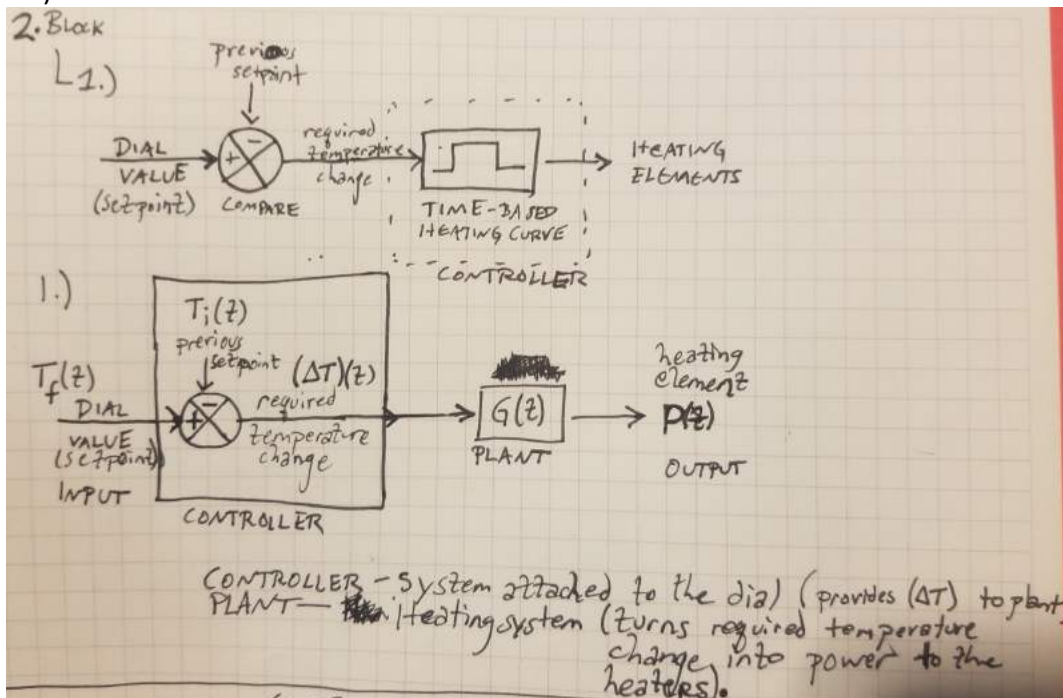 2. Block
1.)
previous
setpoint
DIAL
VALUE
(setpoint)
+
-
COMPARE
required
temperature
change
TIME-BASED
HEATING CURVE
HEATING
ELEMENTS
CONTROLLER
1.)
Ti(z)
previous
setpoint
(ΔT)(z)
Tf(z)
DIAL
VALUE
(setpoint)
INPUT
+
-
required
temperature
change
CONTROLLER
G(z)
PLANT
heating
element
P(z)
OUTPUT
CONTROLLER - System attached to the dial (provides (ΔT) to plant)
PLANT - Heating system (turns required temperature
change into power to the
heaters).